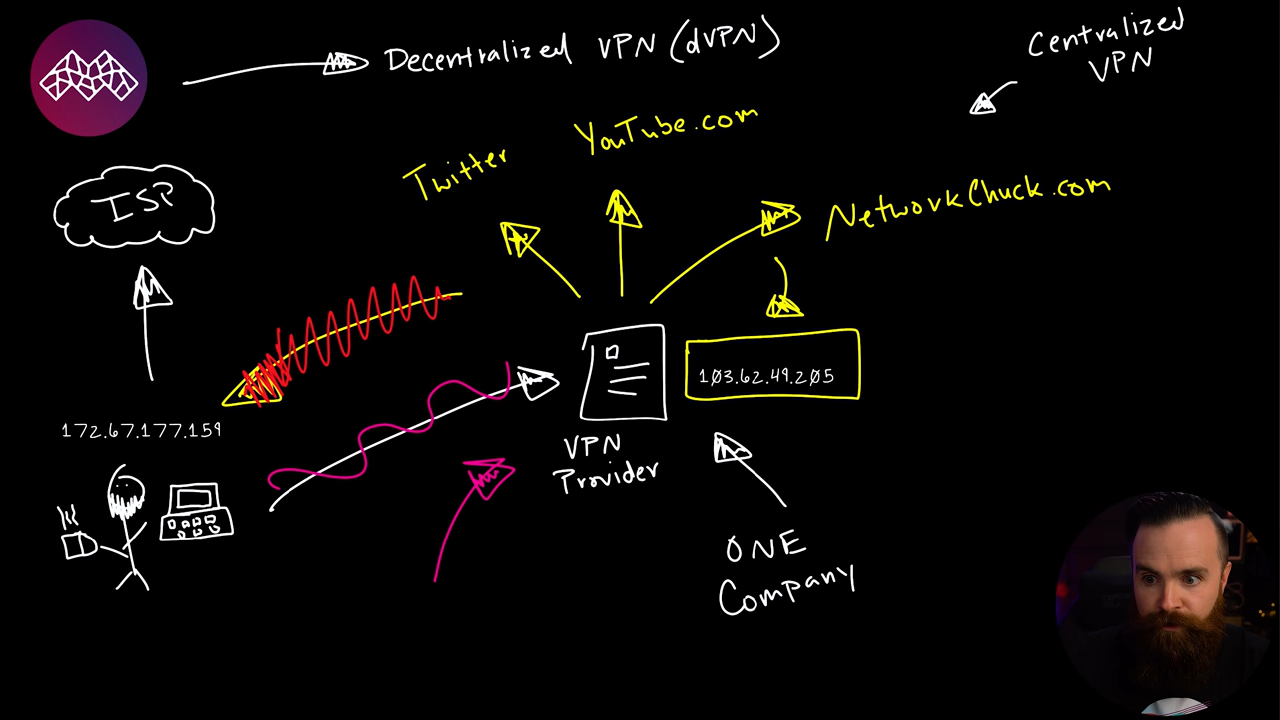 Decentralized VPN (dVPN)
Centralized
VPN
Twitter
YouTube.com
NetworkChuck.com
ISP
103.62.49.205
172.67.177.159
VPN
Provider
ONE
Company